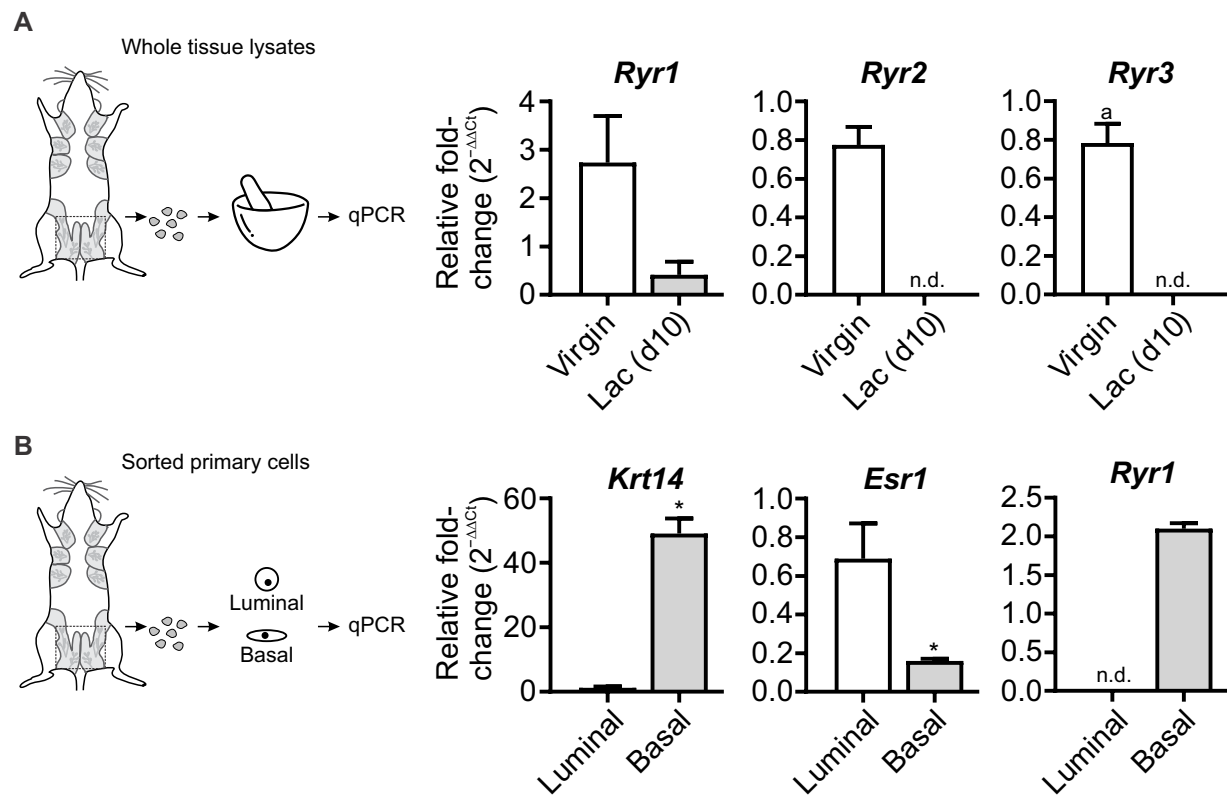 A
Whole tissue lysates
qPCR
Relative fold-
change (2^−ΔΔCt)
Ryr1
4
3
2
1
0
Virgin
Lac (d10)
Ryr2
1.0
0.8
0.6
0.4
0.2
0.0
n.d.
Virgin
Lac (d10)
Ryr3
1.0
0.8
0.6
0.4
0.2
0.0
a
n.d.
Virgin
Lac (d10)
B
Sorted primary cells
Luminal
Basal
qPCR
Relative fold-
change (2^−ΔΔCt)
Krt14
60
40
20
0
*
Luminal
Basal
Esr1
1.0
0.8
0.6
0.4
0.2
0.0
*
Luminal
Basal
Ryr1
2.5
2.0
1.5
1.0
0.5
0.0
n.d.
Luminal
Basal